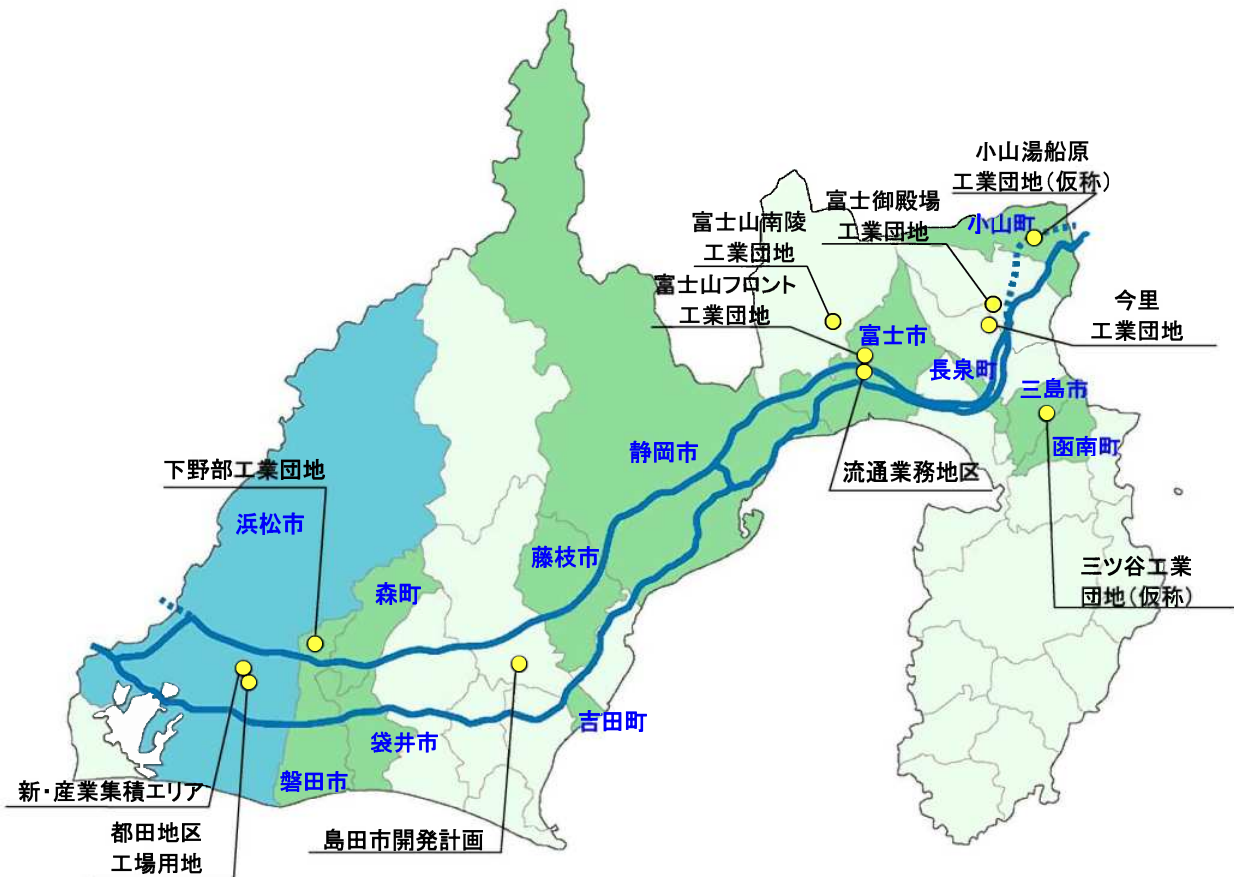 小山湯船原
工業団地(仮称)
富士御殿場
工業団地
小山町
富士山南陵
工業団地
富士山フロント
工業団地
今里
工業団地
富士市
長泉町
三島市
函南町
静岡市
流通業務地区
下野部工業団地
浜松市
藤枝市
森町
三ツ谷工業
団地(仮称)
吉田町
袋井市
磐田市
新・産業集積エリア
都田地区
工場用地
島田市開発計画